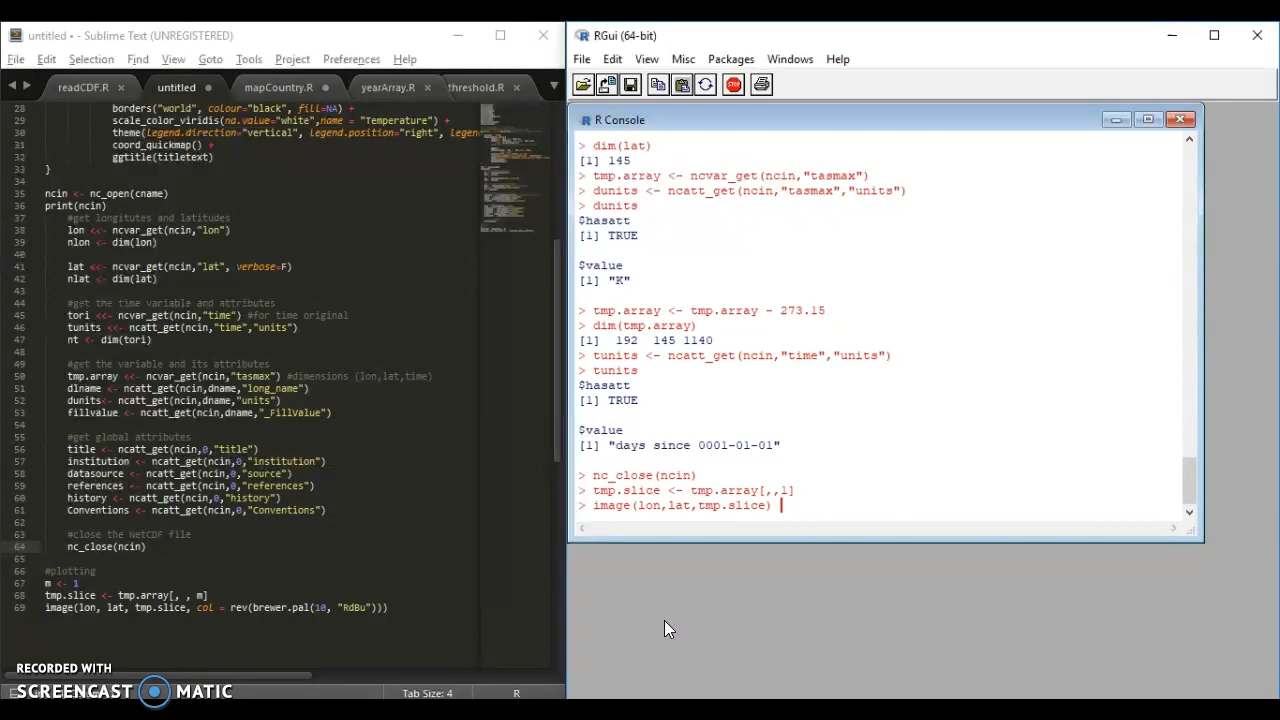 untitled • - Sublime Text (UNREGISTERED)
File Edit Selection Find View Goto Tools Project Preferences Help
readCDF.R untitled mapCountry.R yearArray.R threshold.R
28 borders("world", colour="black", fill=NA) +
29 scale_color_viridis(na.value="white",name = "Temperature") +
30 theme(legend.direction="vertical", legend.position="right", legen
31 coord_quickmap() +
32 ggtitle(titletext)
33 }
34
35 ncin <- nc_open(cname)
36 print(ncin)
37 #get longitutes and latitudes
38 lon <<- ncvar_get(ncin,"lon")
39 nlon <- dim(lon)
40
41 lat <<- ncvar_get(ncin,"lat", verbose=F)
42 nlat <- dim(lat)
43
44 #get the time variable and attributes
45 tori <<- ncvar_get(ncin,"time") #for time original
46 tunits <<- ncatt_get(ncin,"time","units")
47 nt <- dim(tori)
48
49 #get the variable and its attributes
50 tmp.array <<- ncvar_get(ncin,"tasmax") #dimensions (lon,lat,time)
51 dlname <- ncatt_get(ncin,dname,"long_name")
52 dunits<- ncatt_get(ncin,dname,"units")
53 fillvalue <- ncatt_get(ncin,dname,"_FillValue")
54
55 #get global attributes
56 title <- ncatt_get(ncin,0,"title")
57 institution <- ncatt_get(ncin,0,"institution")
58 datasource <- ncatt_get(ncin,0,"source")
59 references <- ncatt_get(ncin,0,"references")
60 history <- ncatt_get(ncin,0,"history")
61 Conventions <- ncatt_get(ncin,0,"Conventions")
62
63 #close the NetCDF file
64 nc_close(ncin)
65
66 #plotting
67 m <- 1
68 tmp.slice <- tmp.array[, , m]
69 image(lon, lat, tmp.slice, col = rev(brewer.pal(10, "RdBu")))
Tab Size: 4 R
RECORDED WITH
SCREENCAST MATIC
RGui (64-bit)
File Edit View Misc Packages Windows Help
STOP
R Console
> dim(lat)
[1] 145
> tmp.array <- ncvar_get(ncin,"tasmax")
> dunits <- ncatt_get(ncin,"tasmax","units")
> dunits
$hasatt
[1] TRUE
$value
[1] "K"
> tmp.array <- tmp.array - 273.15
> dim(tmp.array)
[1] 192 145 1140
> tunits <- ncatt_get(ncin,"time","units")
> tunits
$hasatt
[1] TRUE
$value
[1] "days since 0001-01-01"
> nc_close(ncin)
> tmp.slice <- tmp.array[,,1]
> image(lon,lat,tmp.slice)